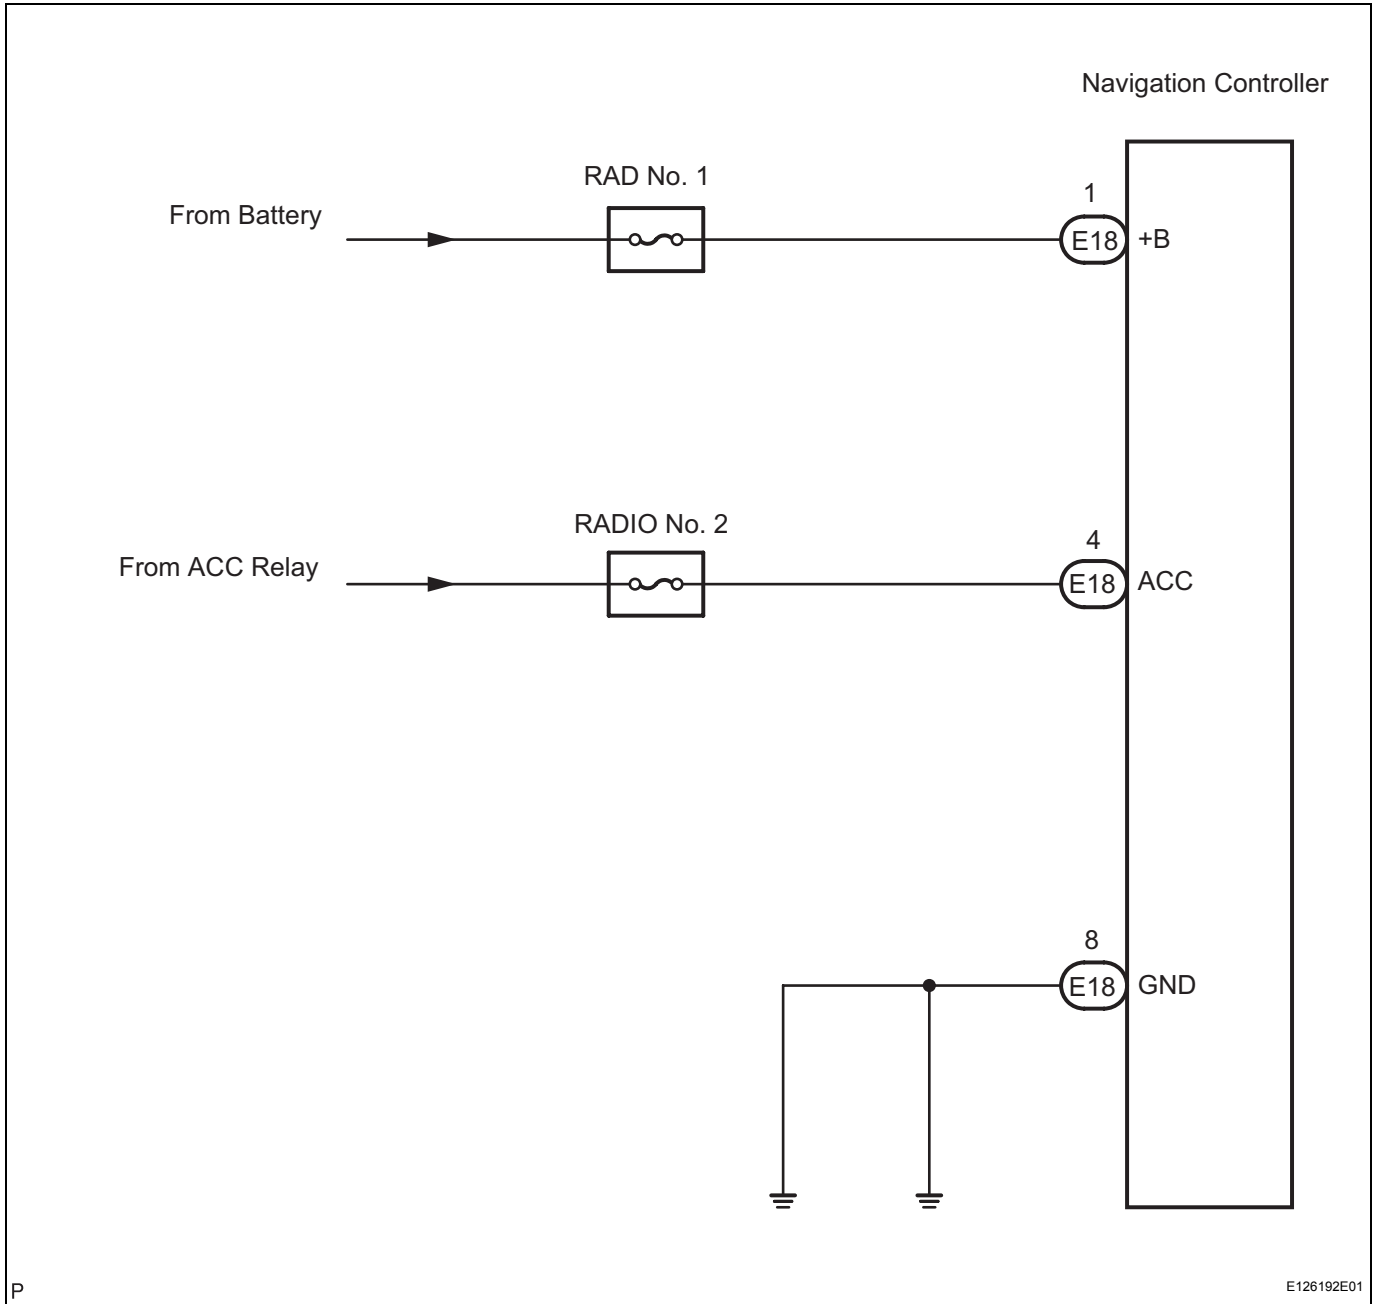 Navigation Controller
RAD No. 1
1
From Battery
E18
+B
RADIO No. 2
4
From ACC Relay
E18
ACC
8
E18
GND
P
E126192E01